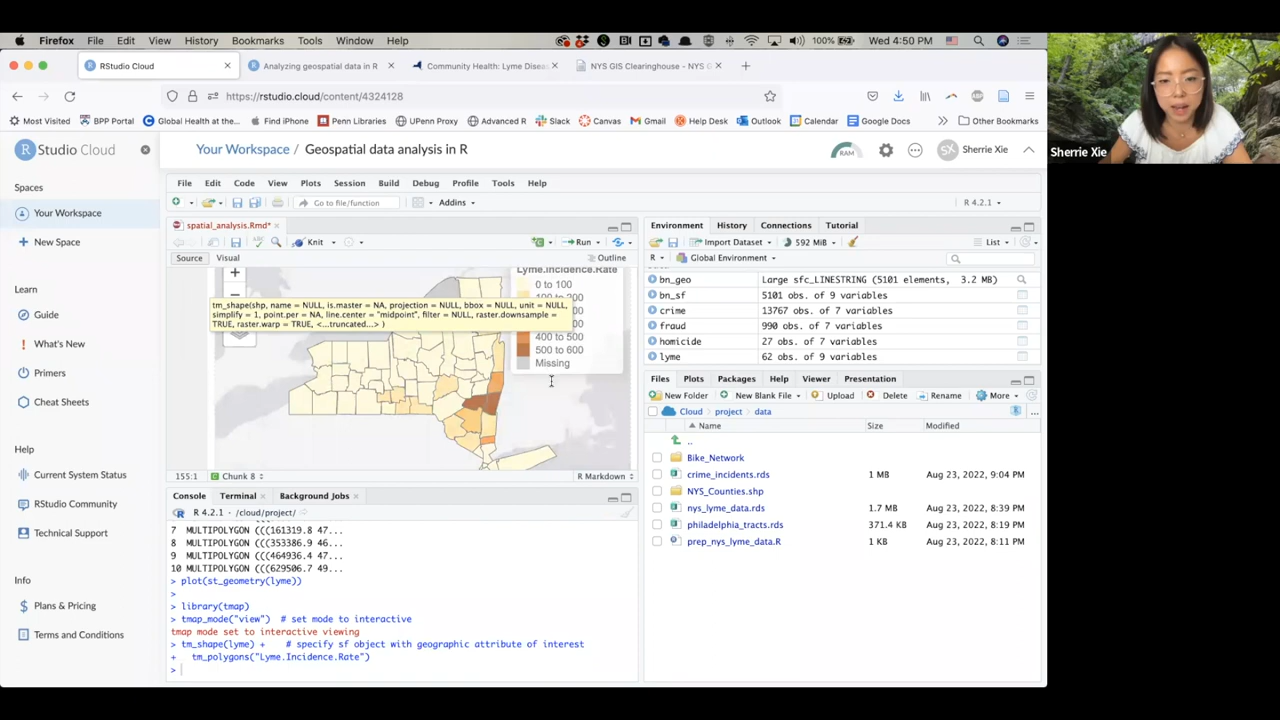 Firefox File Edit View History Bookmarks Tools Window Help 100% Wed 4:50 PM
RStudio Cloud × Analyzing geospatial data in R × Community Health: Lyme Diseas × NYS GIS Clearinghouse - NYS G ×
https://rstudio.cloud/content/4324128
Most Visited BPP Portal Global Health at the... Find iPhone Penn Libraries UPenn Proxy Advanced R Slack Canvas Gmail Help Desk Outlook Calendar Google Docs Other Bookmarks
Sherrie Xie
R Studio Cloud
Your Workspace / Geospatial data analysis in R
RAM
SX Sherrie Xie
Spaces
Your Workspace
New Space
Learn
Guide
What's New
Primers
Cheat Sheets
Help
Current System Status
RStudio Community
Technical Support
Info
Plans & Pricing
Terms and Conditions
File Edit Code View Plots Session Build Debug Profile Tools Help
Go to file/function Addins R 4.2.1
spatial_analysis.Rmd*
Knit Run
Source Visual Outline
Lyme.Incidence.Rate
0 to 100
100 to 200
tm_shape(shp, name = NULL, is.master = NA, projection = NULL, bbox = NULL, unit = NULL,
simplify = 1, point.per = NA, line.center = "midpoint", filter = NULL, raster.downsample =
TRUE, raster.warp = TRUE, <...truncated...> )
400 to 500
500 to 600
Missing
155:1 Chunk 8 R Markdown
Console Terminal Background Jobs
R 4.2.1 · /cloud/project/
7 MULTIPOLYGON (((161319.8 47...
8 MULTIPOLYGON (((353386.9 46...
9 MULTIPOLYGON (((464936.4 47...
10 MULTIPOLYGON (((629506.7 49...
> plot(st_geometry(lyme))
>
> library(tmap)
> tmap_mode("view") # set mode to interactive
tmap mode set to interactive viewing
> tm_shape(lyme) + # specify sf object with geographic attribute of interest
+ tm_polygons("Lyme.Incidence.Rate")
>
Environment History Connections Tutorial
Import Dataset 592 MiB List
R Global Environment
bn_geo Large sfc_LINESTRING (5101 elements, 3.2 MB)
bn_sf 5101 obs. of 9 variables
crime 13767 obs. of 7 variables
fraud 990 obs. of 7 variables
homicide 27 obs. of 7 variables
lyme 62 obs. of 9 variables
Files Plots Packages Help Viewer Presentation
New Folder New Blank File Upload Delete Rename More
Cloud project data
Name Size Modified
..
Bike_Network
crime_incidents.rds 1 MB Aug 23, 2022, 9:04 PM
NYS_Counties.shp
nys_lyme_data.rds 1.7 MB Aug 23, 2022, 8:39 PM
philadelphia_tracts.rds 371.4 KB Aug 23, 2022, 8:19 PM
prep_nys_lyme_data.R 1 KB Aug 23, 2022, 8:11 PM